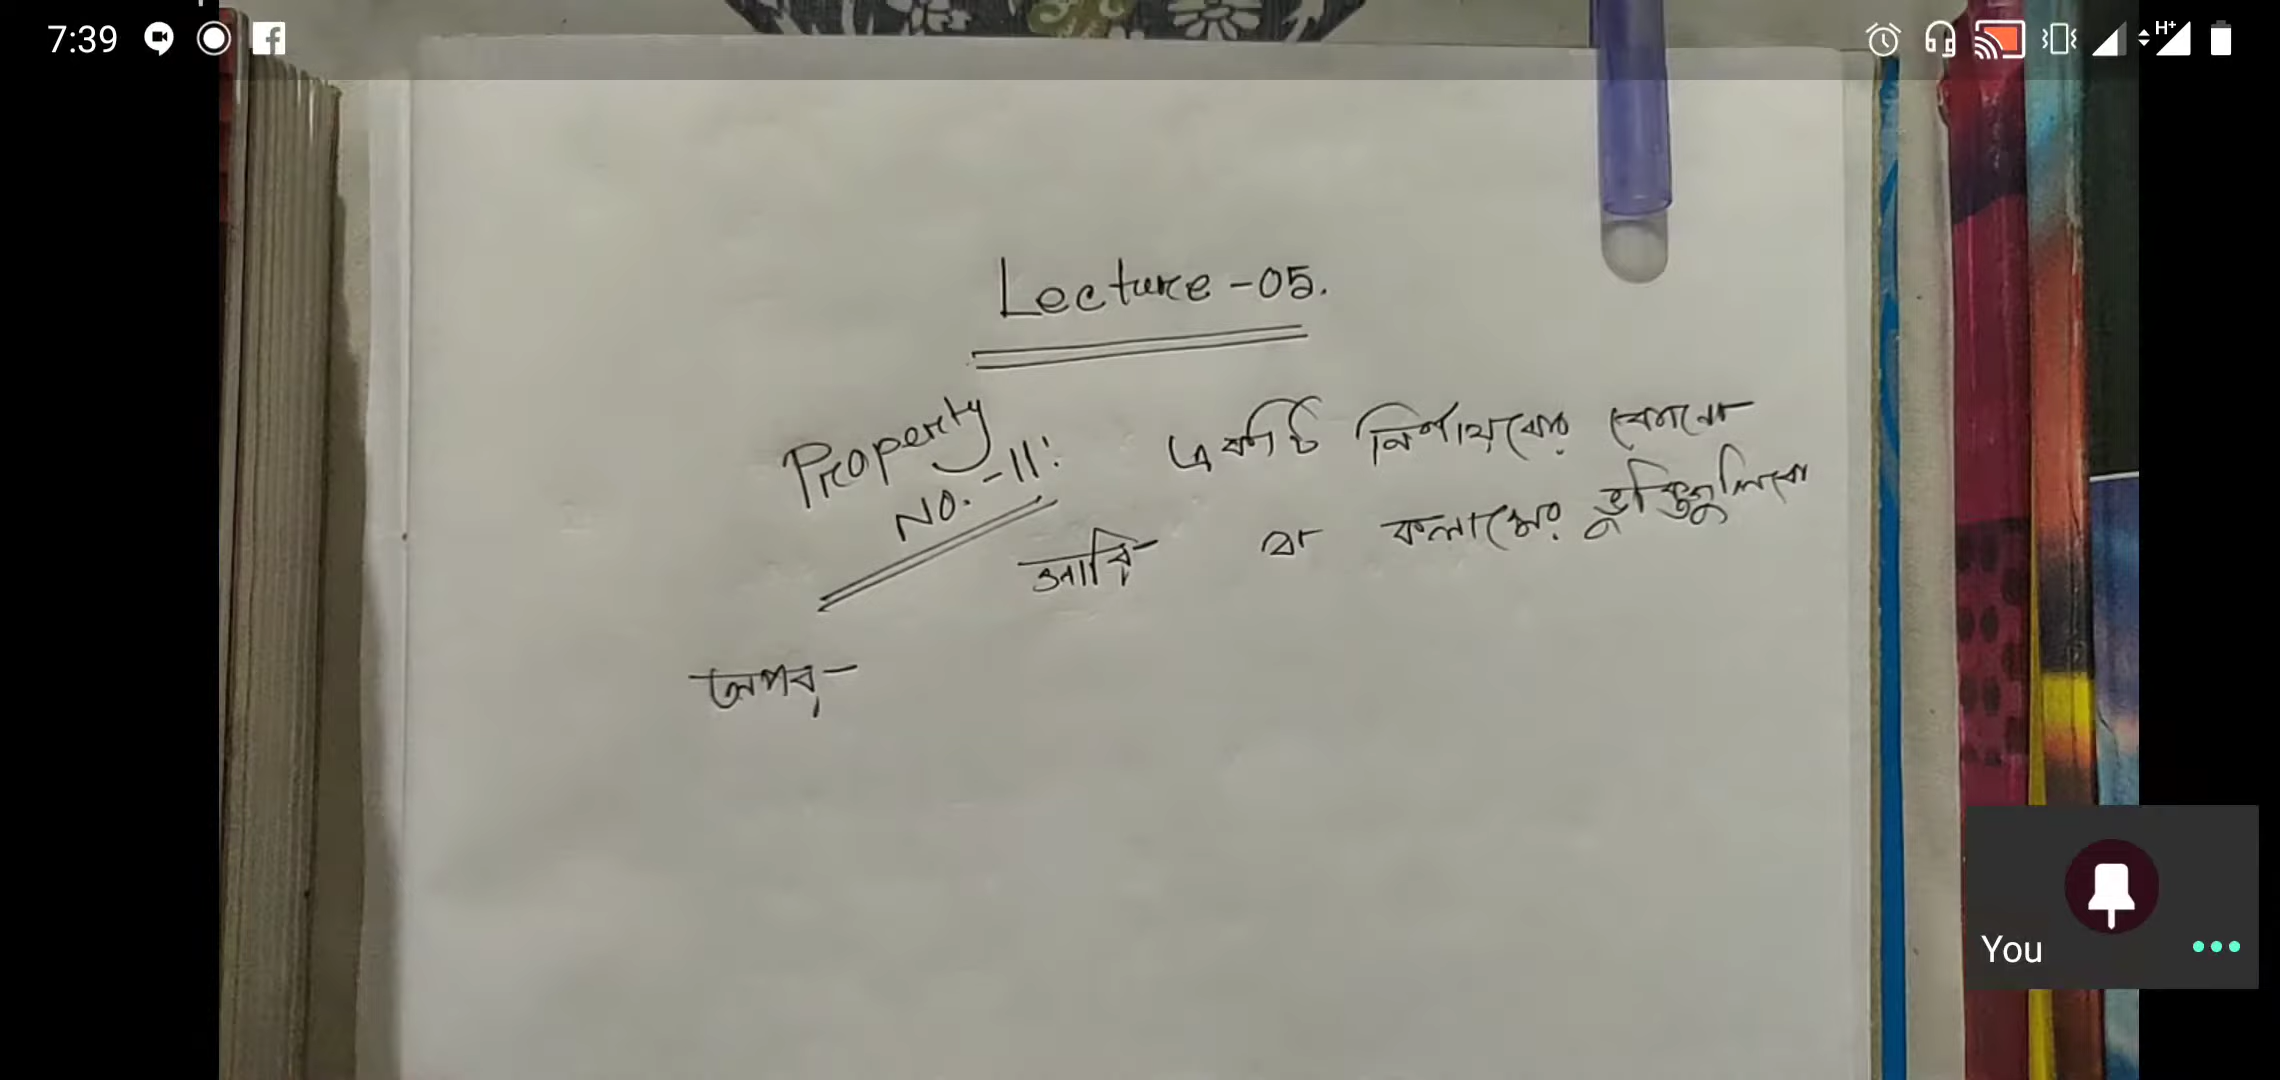 7:39
H+
Lecture-05.
Property No.-11: একটি নির্ণায়কের কোনো
সারি বা কলামের ভুক্তিগুলিকে
অপর
You